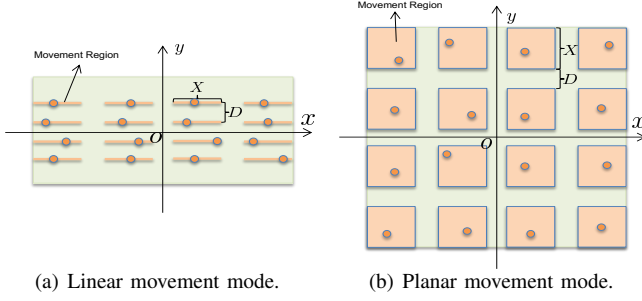 Movement Region
y
X
D
x
O
(a) Linear movement mode.
Movement Region
y
X
D
x
O
(b) Planar movement mode.